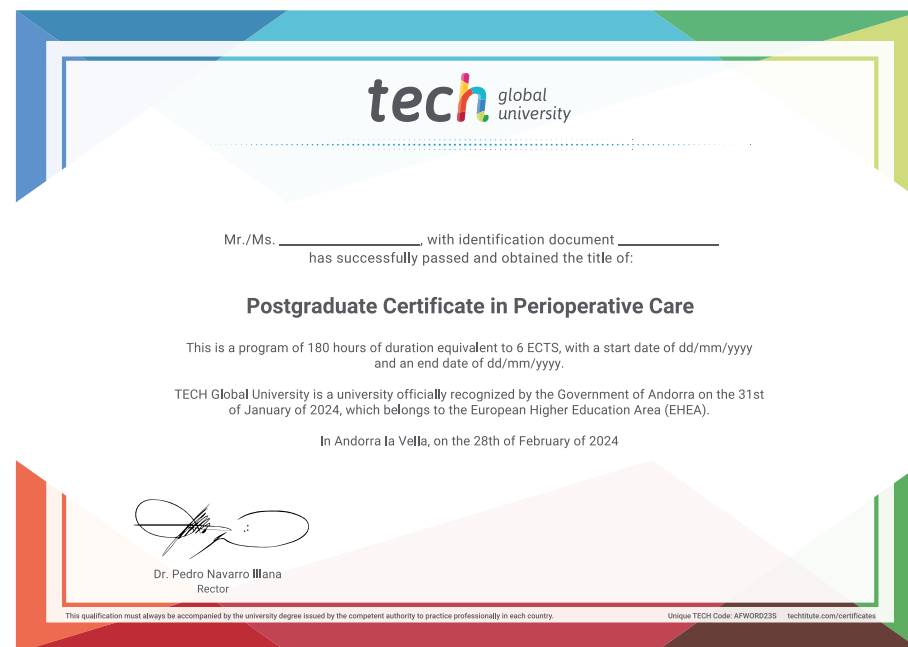 tech global university
Mr./Ms. ____________________, with identification document ______________
has successfully passed and obtained the title of:
Postgraduate Certificate in Perioperative Care
This is a program of 180 hours of duration equivalent to 6 ECTS, with a start date of dd/mm/yyyy
and an end date of dd/mm/yyyy.
TECH Global University is a university officially recognized by the Government of Andorra on the 31st
of January of 2024, which belongs to the European Higher Education Area (EHEA).
In Andorra la Vella, on the 28th of February of 2024
Dr. Pedro Navarro Illana
Rector
This qualification must always be accompanied by the university degree issued by the competent authority to practice professionally in each country.
Unique TECH Code: AFWORD23S techtitute.com/certificates